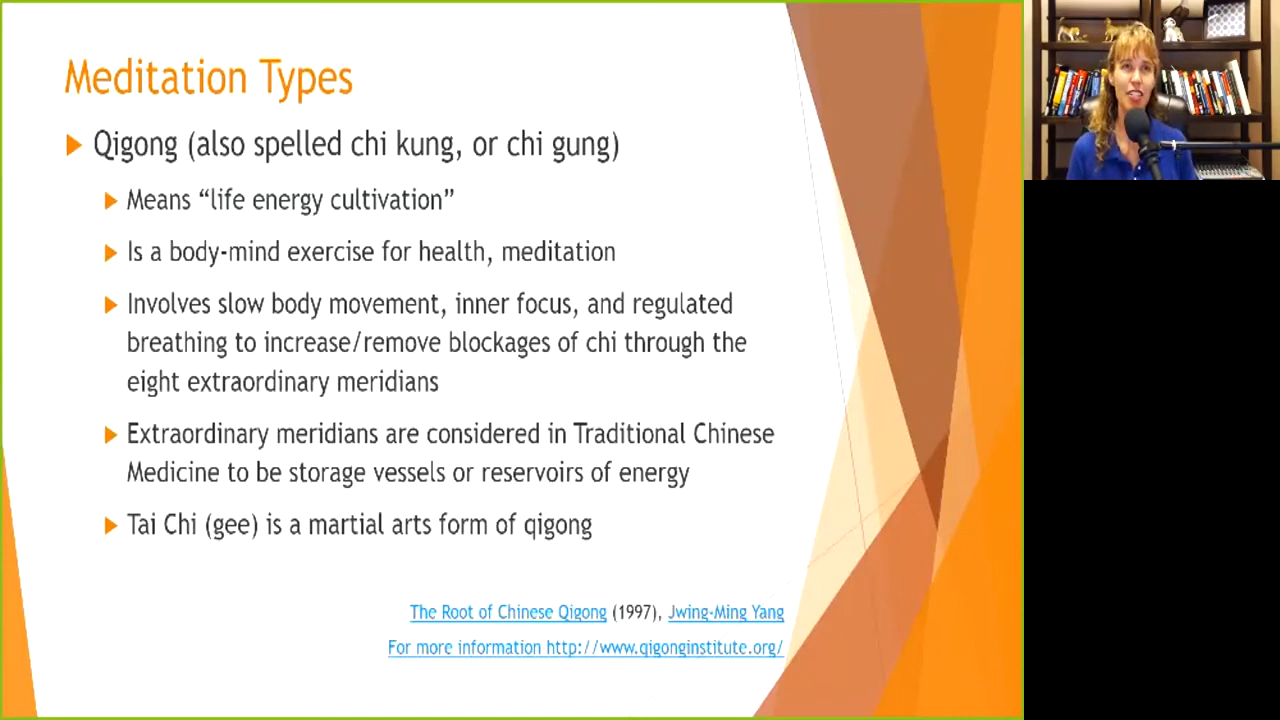 Meditation Types
Qigong (also spelled chi kung, or chi gung)
Means “life energy cultivation”
Is a body-mind exercise for health, meditation
Involves slow body movement, inner focus, and regulated
breathing to increase/remove blockages of chi through the
eight extraordinary meridians
Extraordinary meridians are considered in Traditional Chinese
Medicine to be storage vessels or reservoirs of energy
Tai Chi (gee) is a martial arts form of qigong
The Root of Chinese Qigong (1997), Jwing-Ming Yang
For more information http://www.qigonginstitute.org/